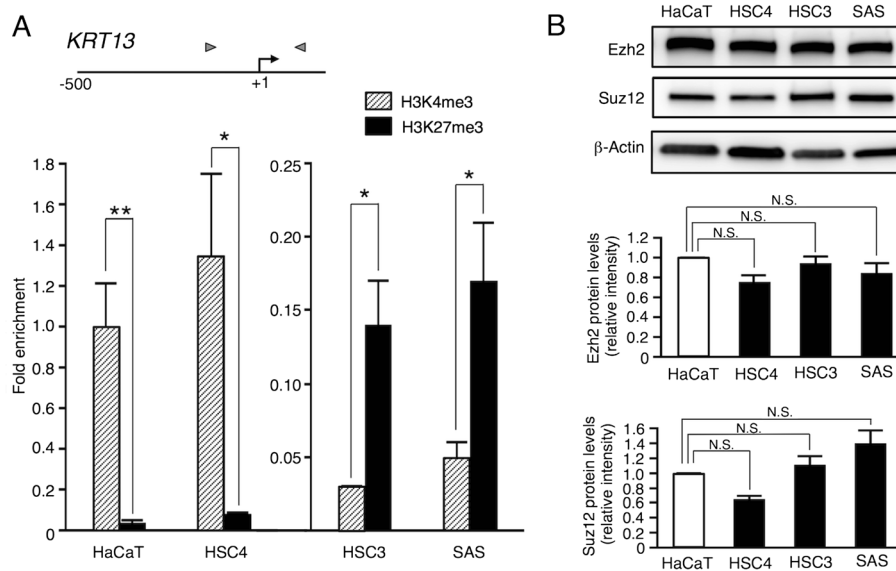 A
KRT13
-500
+1
H3K4me3
H3K27me3
Fold enrichment
1.8
1.6
1.4
1.2
1.0
0.8
0.6
0.4
0.2
0
**
*
0.25
0.20
0.15
0.10
0.05
*
*
HaCaT HSC4 HSC3 SAS
B
HaCaT HSC4 HSC3 SAS
Ezh2
Suz12
β-Actin
Ezh2 protein levels
(relative intensity)
1.2
1.0
0.8
0.6
0.4
0.2
0
N.S.
N.S.
N.S.
HaCaT HSC4 HSC3 SAS
Suz12 protein levels
(relative intensity)
1.6
1.4
1.2
1.0
0.8
0.6
0.4
0.2
0
N.S.
N.S.
N.S.
HaCaT HSC4 HSC3 SAS